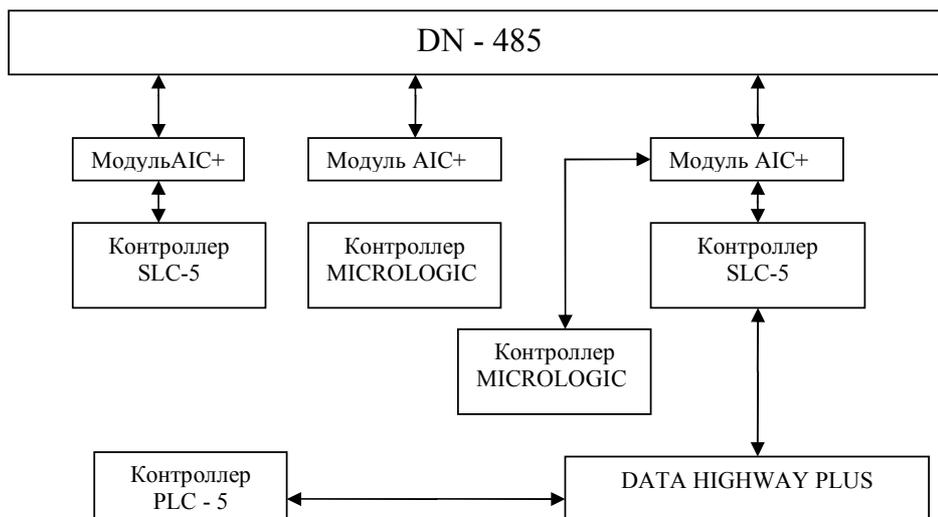 DN - 485
МодульAIC+
Модуль AIC+
Модуль AIC+
Контроллер
SLC-5
Контроллер
MICROLOGIC
Контроллер
SLC-5
Контроллер
MICROLOGIC
Контроллер
PLC - 5
DATA HIGHWAY PLUS